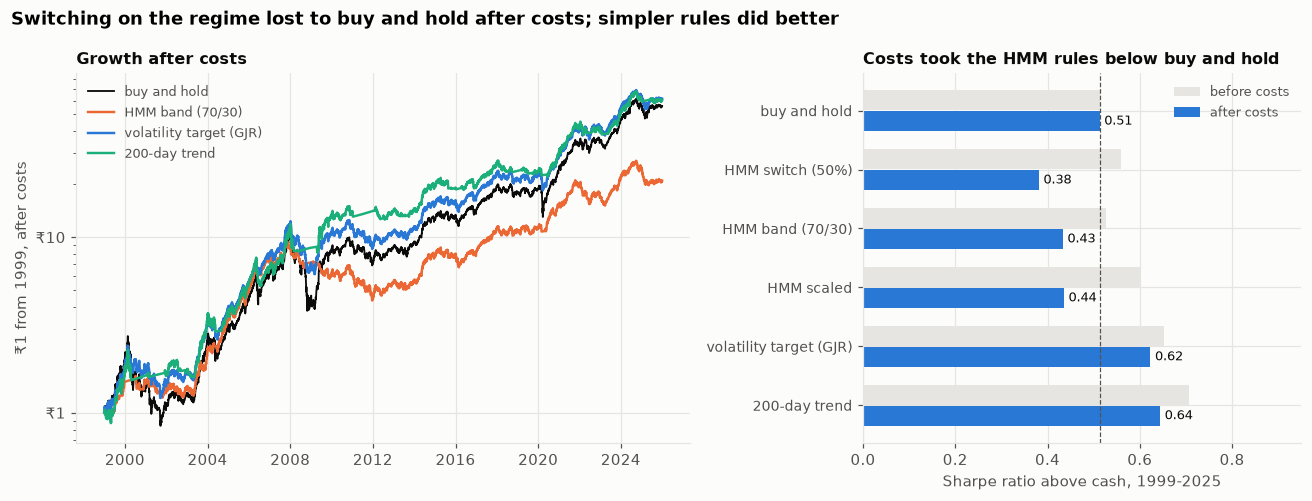 Switching on the regime lost to buy and hold after costs; simpler rules did better
Growth after costs
buy and hold
HMM band (70/30)
volatility target (GJR)
200-day trend
₹1 from 1999, after costs
₹10
₹1
2000 2004 2008 2012 2016 2020 2024
Costs took the HMM rules below buy and hold
before costs
after costs
buy and hold 0.51
HMM switch (50%) 0.38
HMM band (70/30) 0.43
HMM scaled 0.44
volatility target (GJR) 0.62
200-day trend 0.64
0.0 0.2 0.4 0.6 0.8
Sharpe ratio above cash, 1999-2025